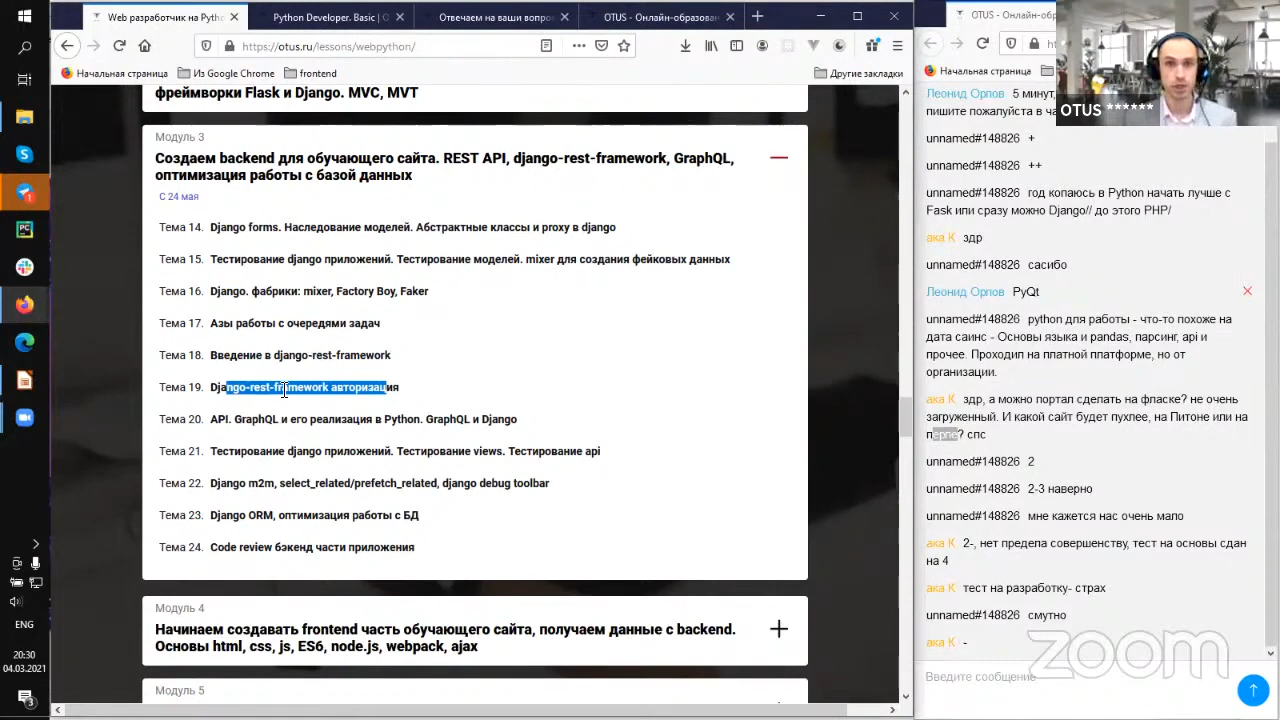 Web разработчик на Pytho
Python Developer. Basic | O
Отвечаем на ваши вопро
OTUS - Онлайн-образован
https://otus.ru/lessons/webpython/
Начальная страница
Из Google Chrome
frontend
Другие закладки
фреймворки Flask и Django. MVC, MVT
Модуль 3
Создаем backend для обучающего сайта. REST API, django-rest-framework, GraphQL,
оптимизация работы с базой данных
С 24 мая
Тема 14. Django forms. Наследование моделей. Абстрактные классы и proxy в django
Тема 15. Тестирование django приложений. Тестирование моделей. mixer для создания фейковых данных
Тема 16. Django. фабрики: mixer, Factory Boy, Faker
Тема 17. Азы работы с очередями задач
Тема 18. Введение в django-rest-framework
Тема 19. Django-rest-framework авторизация
Тема 20. API. GraphQL и его реализация в Python. GraphQL и Django
Тема 21. Тестирование django приложений. Тестирование views. Тестирование api
Тема 22. Django m2m, select_related/prefetch_related, django debug toolbar
Тема 23. Django ORM, оптимизация работы с БД
Тема 24. Code review бэкенд части приложения
Модуль 4
Начинаем создавать frontend часть обучающего сайта, получаем данные с backend.
Основы html, css, js, ES6, node.js, webpack, ajax
Модуль 5
ENG
20:30
04.03.2021
3
OTUS - Онлайн-обр
Начальная страница
OTUS ******
Леонид Орлов 5 минут,
пишите пожалуйста в ча
unnamed#148826 +
unnamed#148826 ++
unnamed#148826 год копаюсь в Python начать лучше с
Fask или сразу можно Django// до этого PHP/
ака К здр
unnamed#148826 сасибо
Леонид Орлов PyQt
unnamed#148826 python для работы - что-то похоже на
дата саинс - Основы языка и pandas, парсинг, api и
прочее. Проходил на платной платформе, но от
организации.
ака К здр, а можно портал сделать на фласке? не очень
загруженный. И какой сайт будет пухлее, на Питоне или на
перле? спс
unnamed#148826 2
unnamed#148826 2-3 наверно
unnamed#148826 мне кажется нас очень мало
ака К 2-, нет предела совершенству, тест на основы сдан
на 4
ака К тест на разработку- страх
unnamed#148826 смутно
ака К -
Введите сообщение
zoom